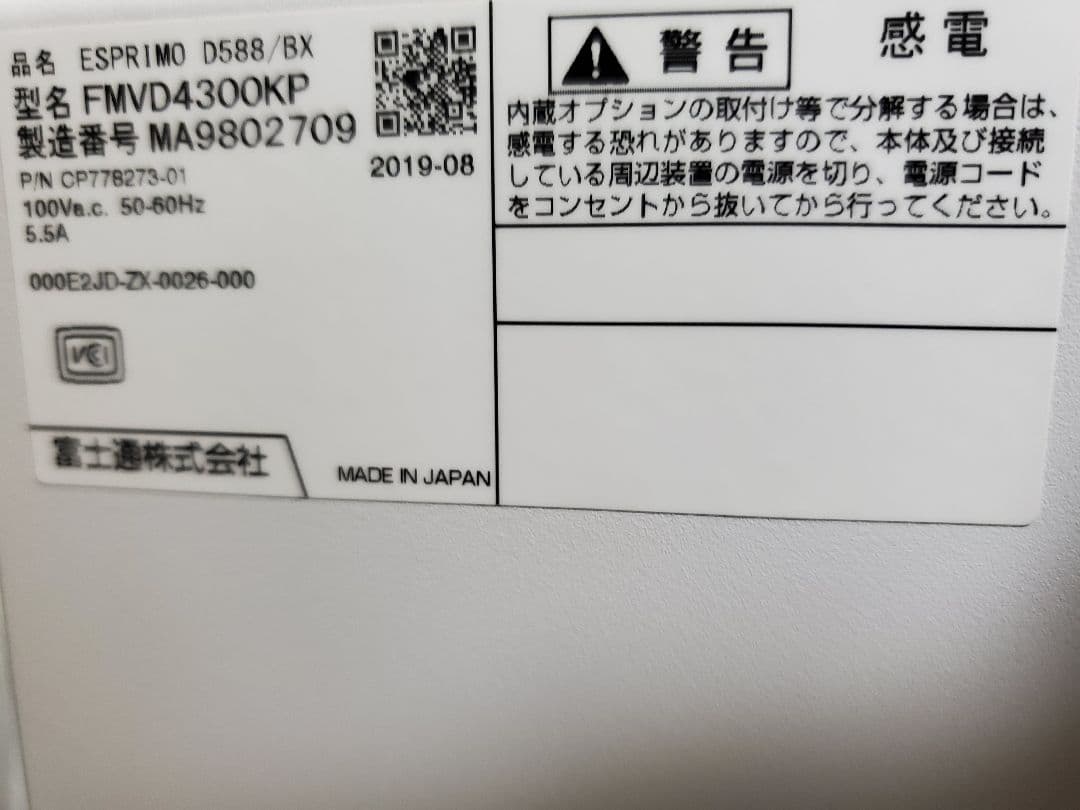 品名 ESPRIMO D588/BX
型名 FMVD4300KP
製造番号 MA9802709
2019-08
P/N CP778273-01
100Va.c. 50-60Hz
5.5A
000E2JD-ZX-0026-000
VCI
富士通株式会社
MADE IN JAPAN
警告 感電
内蔵オプションの取付け等で分解する場合は、
感電する恐れがありますので、本体及び接続
している周辺装置の電源を切り、電源コード
をコンセントから抜いてから行ってください。